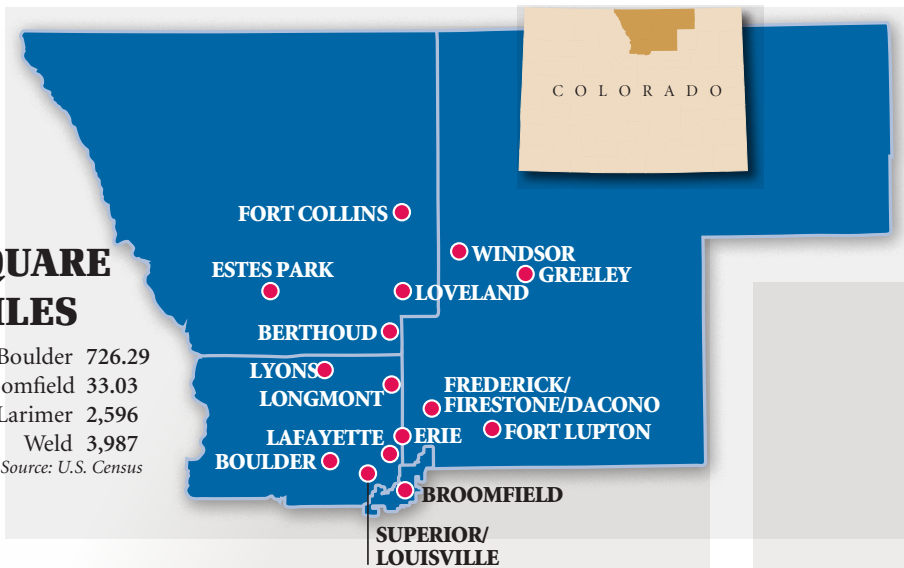 COLORADO
FORT COLLINS
WINDSOR
ESTES PARK
GREELEY
LOVELAND
BERTHOUD
LYONS
LONGMONT
FREDERICK/
FIRESTONE/DACONO
LAFAYETTE
ERIE
FORT LUPTON
BOULDER
BROOMFIELD
SUPERIOR/
LOUISVILLE
QUARE
ILES
Boulder 726.29
omfield 33.03
Larimer 2,596
Weld 3,987
Source: U.S. Census